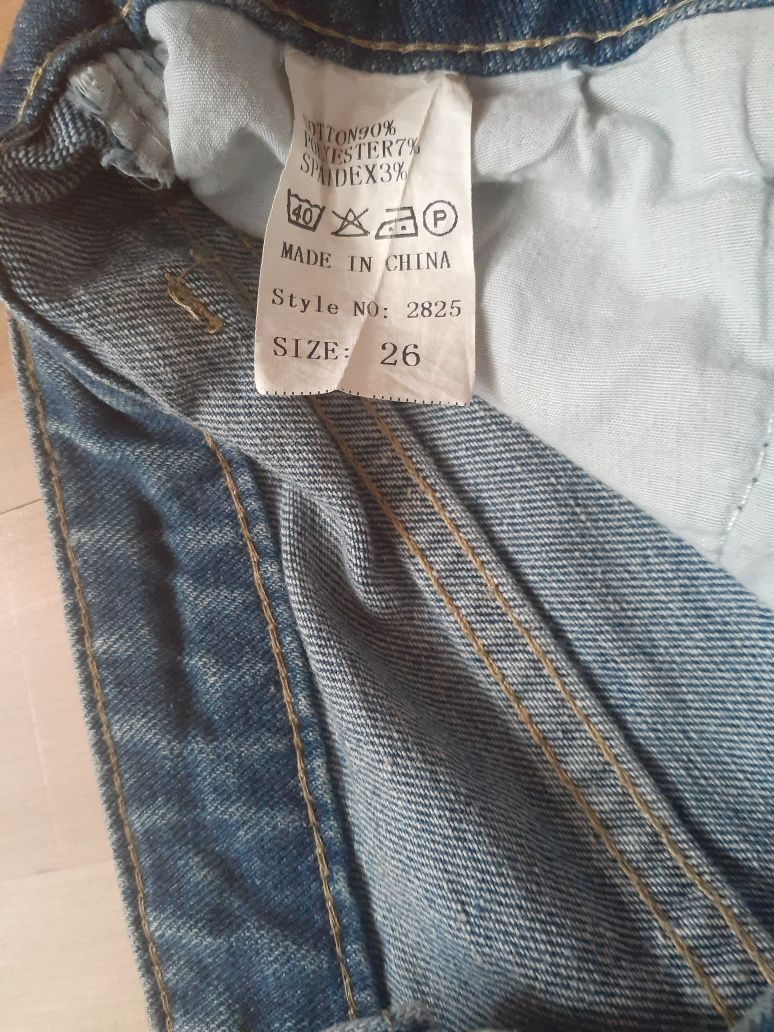 COTTON90%
POLYESTER7%
SPANDEX3%
40 P
MADE IN CHINA
Style NO: 2825
SIZE: 26